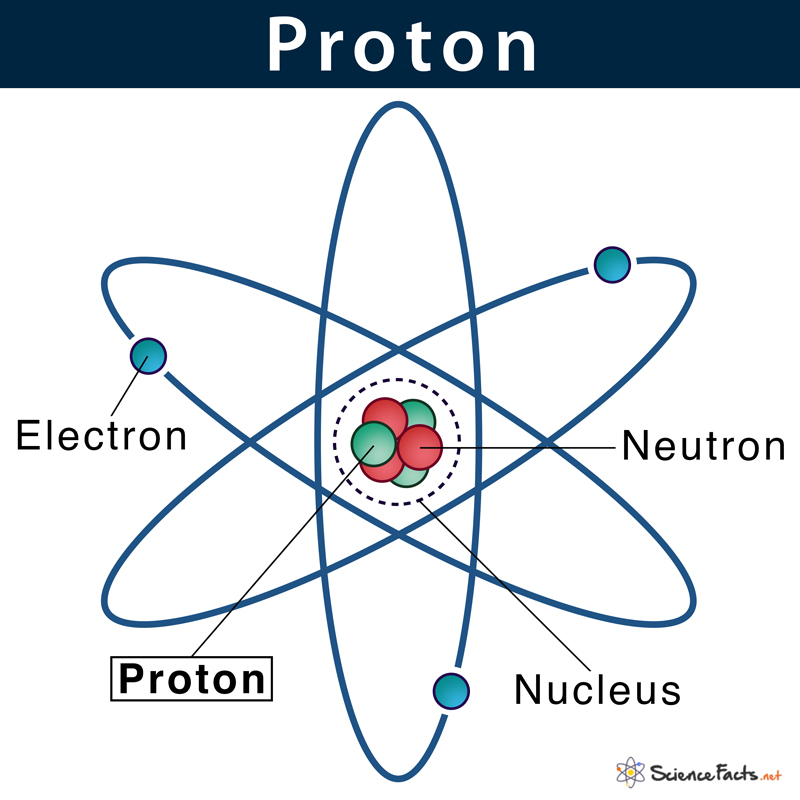 Proton
Electron
Neutron
Proton
Nucleus
ScienceFacts.net